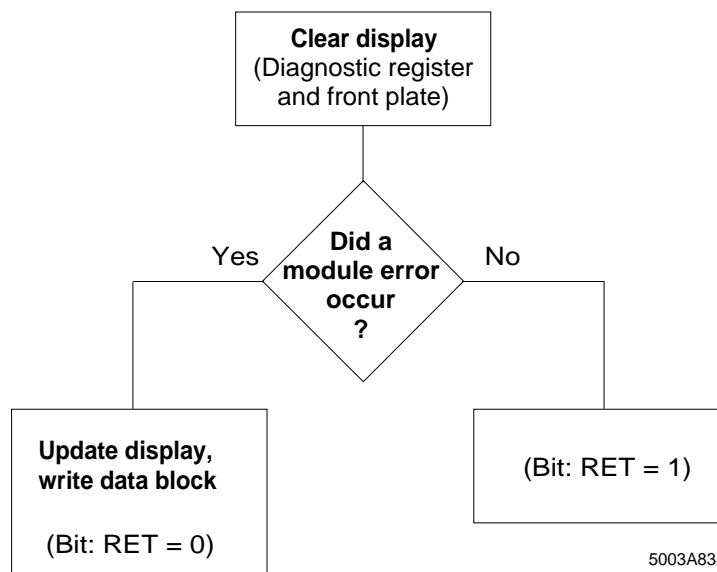 Clear display
(Diagnostic register
and front plate)
Yes
Did a
module error
occur
?
No
Update display,
write data block
(Bit: RET = 0)
(Bit: RET = 1)
5003A83